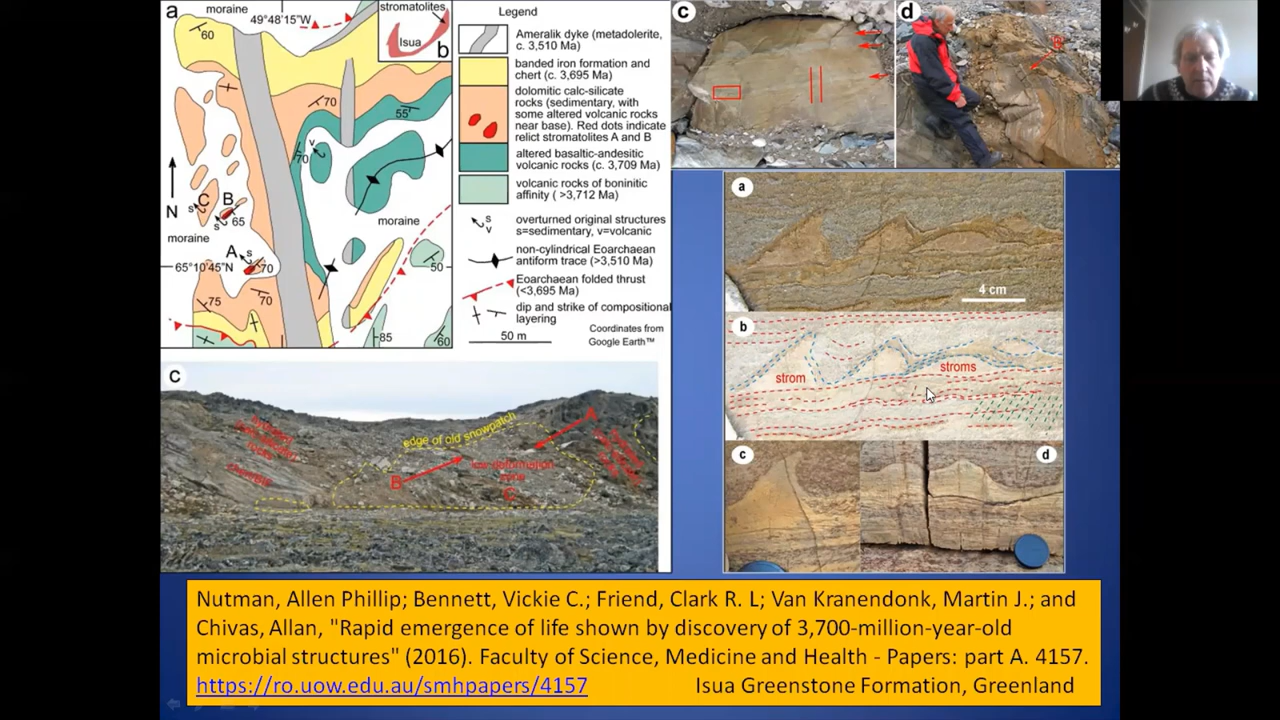 a
moraine
49°48'15"W
60
stromatolites
Isua
b
70
55
70
v
N
C
B
s
s
65
moraine
moraine
A
s
70
65°10'45"N
50
75
70
85
60
Legend
Ameralik dyke (metadolerite,
c. 3,510 Ma)
banded iron formation and
chert (c. 3,695 Ma)
dolomitic calc-silicate
rocks (sedimentary, with
some altered volcanic rocks
near base). Red dots indicate
relict stromatolites A and B
altered basaltic-andesitic
volcanic rocks (c. 3,709 Ma)
volcanic rocks of boninitic
affinity ( >3,712 Ma)
s
v
overturned original structures
s=sedimentary, v=volcanic
non-cylindrical Eoarchaean
antiform trace (>3,510 Ma)
Eoarchaean folded thrust
(<3,695 Ma)
dip and strike of compositional
layering
50 m
Coordinates from
Google Earth™
c
d
C
edge of old snowpatch
A
B
low deformation
zone
C
a
4 cm
b
strom
stroms
c
d
Nutman, Allen Phillip; Bennett, Vickie C.; Friend, Clark R. L; Van Kranendonk, Martin J.; and
Chivas, Allan, "Rapid emergence of life shown by discovery of 3,700-million-year-old
microbial structures" (2016). Faculty of Science, Medicine and Health - Papers: part A. 4157.
https://ro.uow.edu.au/smhpapers/4157 Isua Greenstone Formation, Greenland